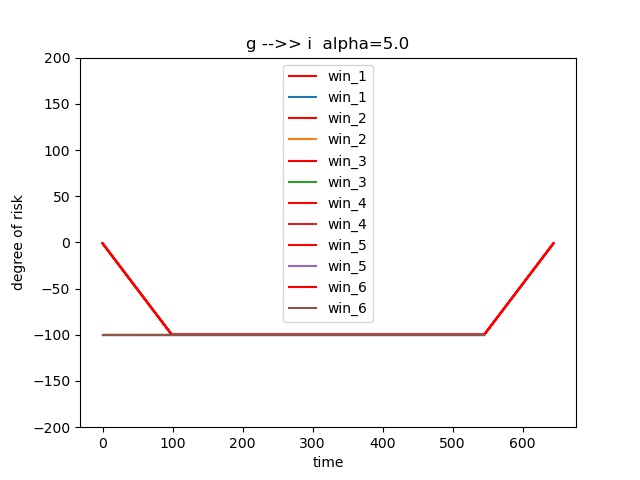 g -->> i  alpha=5.0
200
150
100
50
0
−50
−100
−150
−200
degree of risk
win_1
win_1
win_2
win_2
win_3
win_3
win_4
win_4
win_5
win_5
win_6
win_6
0 100 200 300 400 500 600
time